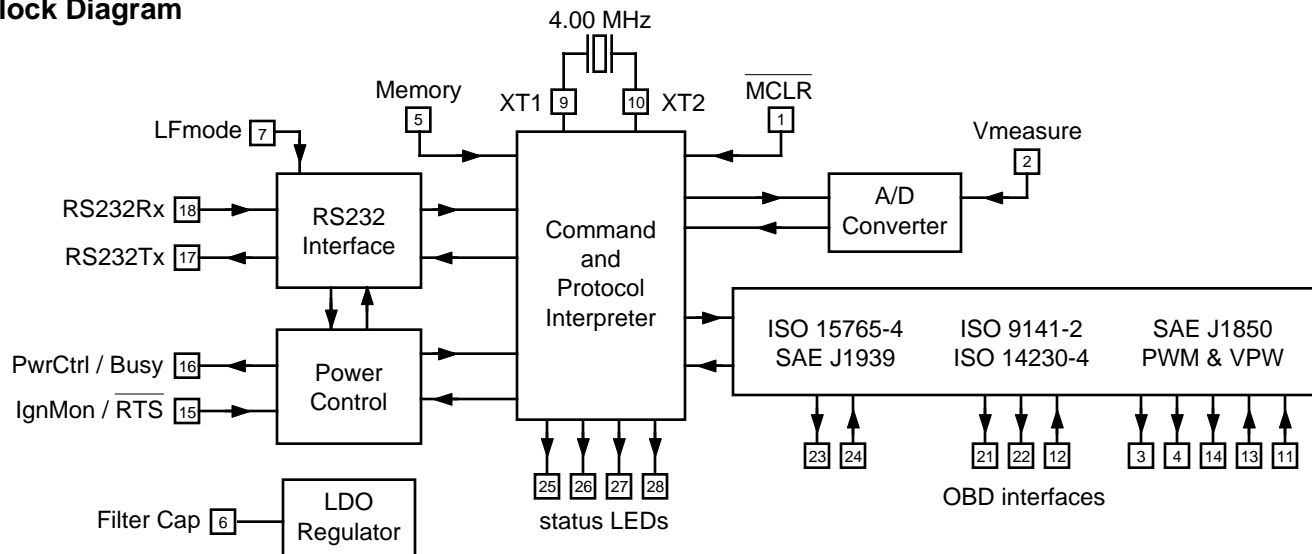 lock Diagram
4.00 MHz
Memory
5
XT1
9
10
XT2
MCLR
1
LFmode
7
Vmeasure
2
RS232Rx
18
RS232Tx
17
RS232
Interface
Command
and
Protocol
Interpreter
A/D
Converter
ISO 15765-4
SAE J1939
ISO 9141-2
ISO 14230-4
SAE J1850
PWM & VPW
PwrCtrl / Busy
16
IgnMon / RTS
15
Power
Control
23
24
21
22
12
3
4
14
13
11
OBD interfaces
25
26
27
28
status LEDs
Filter Cap
6
LDO
Regulator